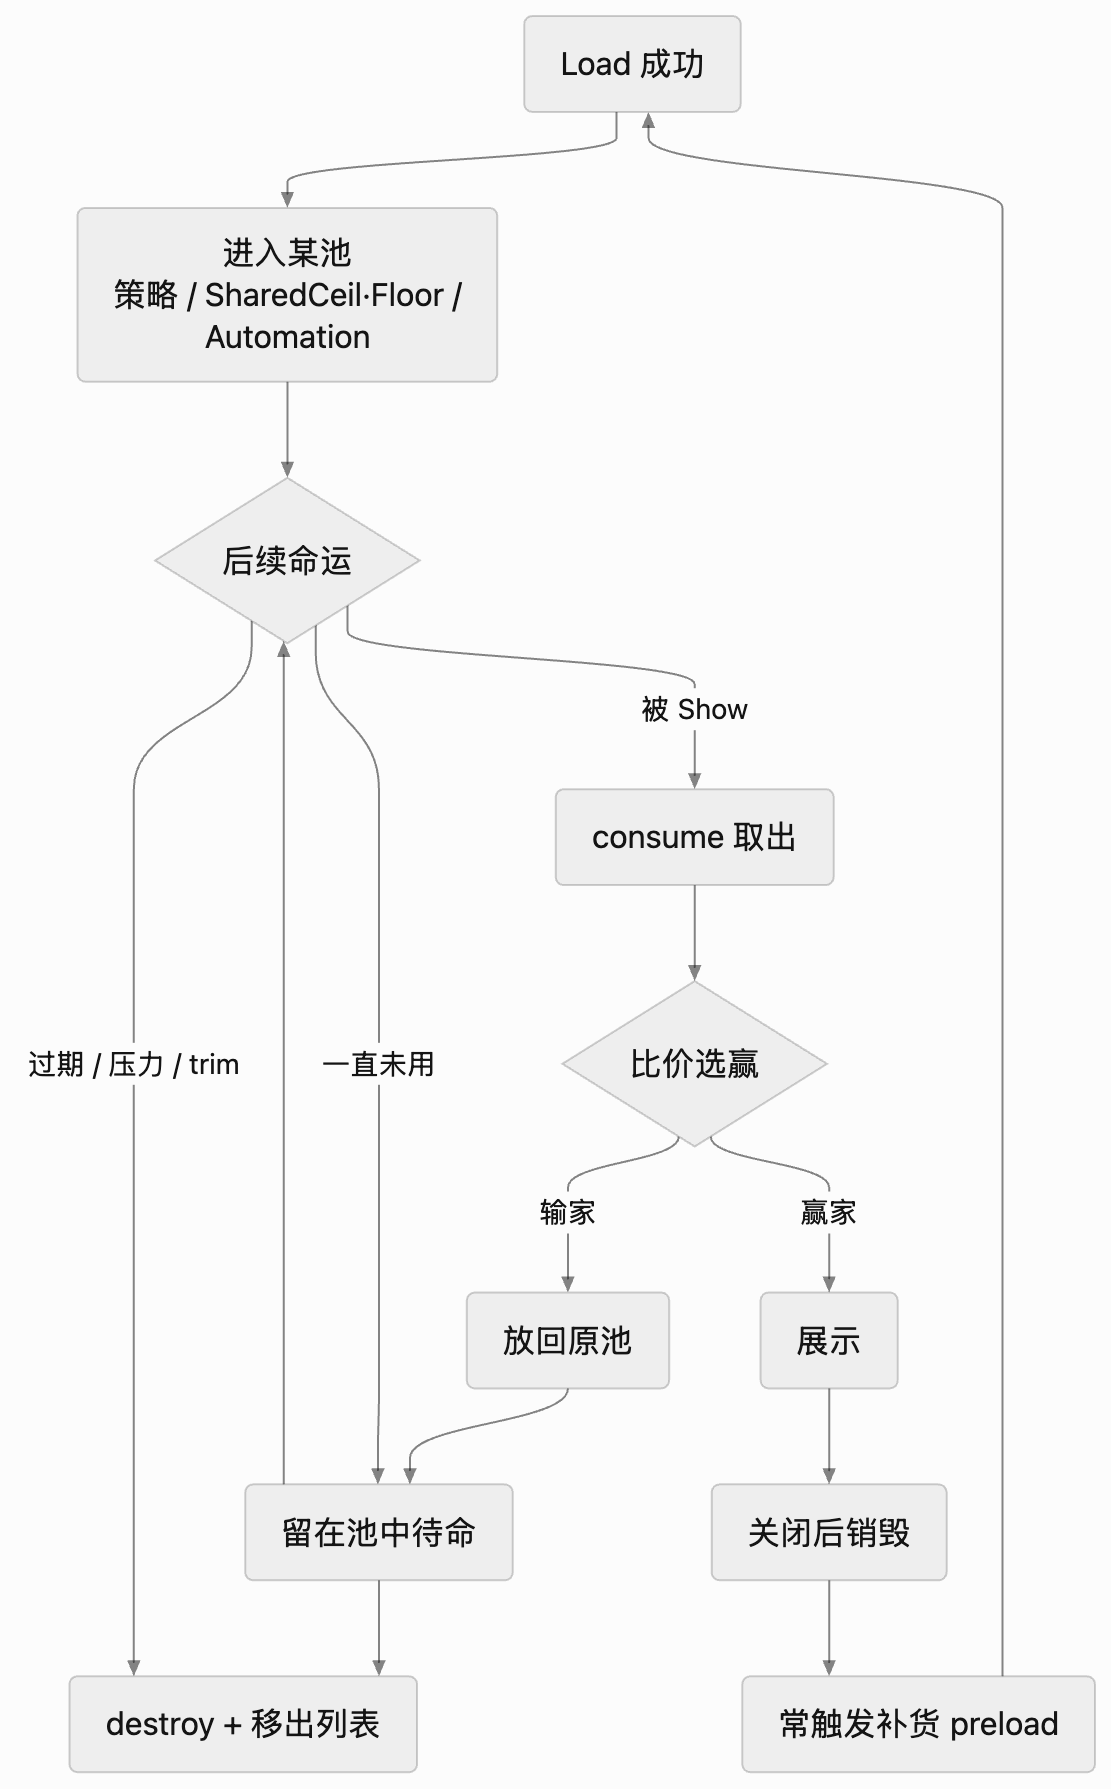 Load 成功
进入某池
策略 / SharedCeil·Floor /
Automation
后续命运
被 Show
consume 取出
过期 / 压力 / trim
一直未用
比价选赢
输家
赢家
放回原池
展示
留在池中待命
关闭后销毁
destroy + 移出列表
常触发补货 preload